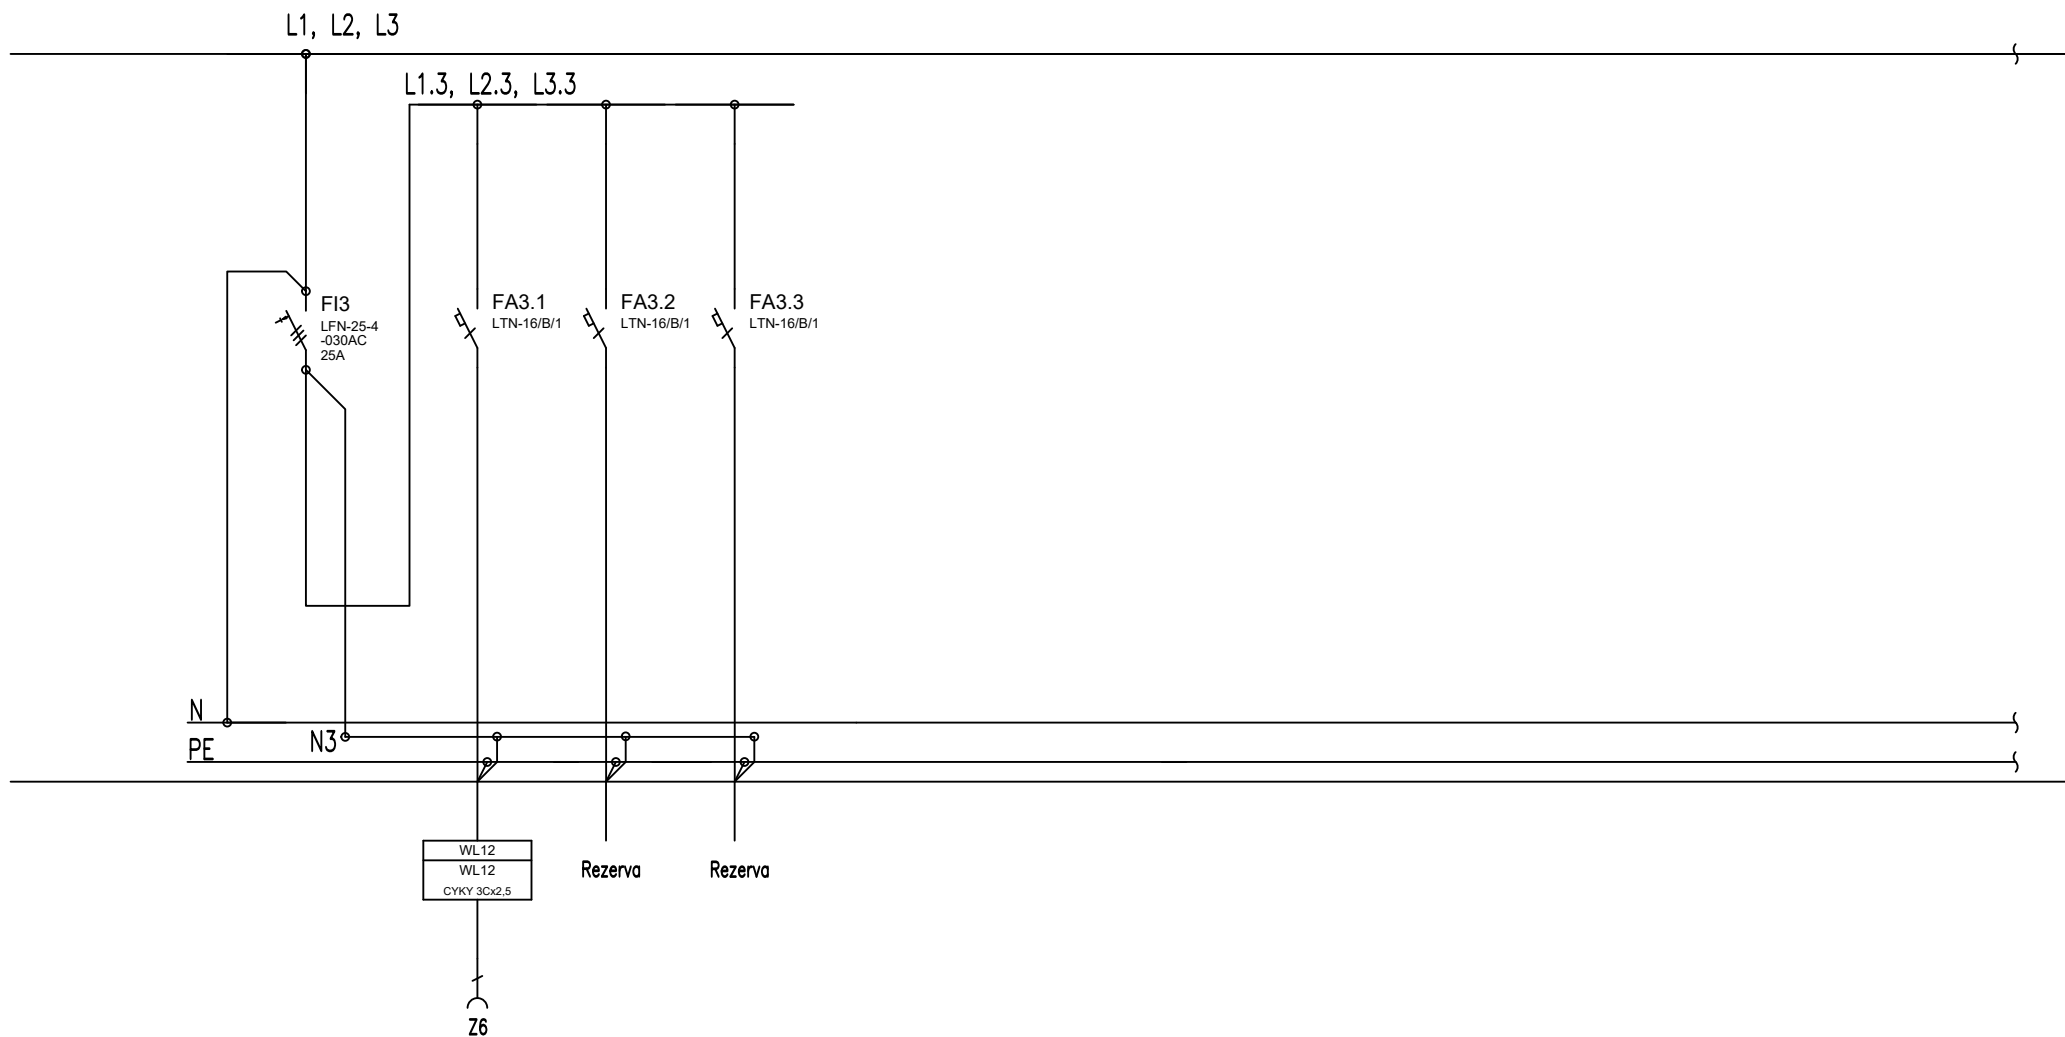 L1, L2, L3
L1.3, L2.3, L3.3
FI3
LFN-25-4
-030AC
25A
FA3.1
LTN-16/B/1
FA3.2
LTN-16/B/1
FA3.3
LTN-16/B/1
N
N3
PE
WL12
WL12
CYKY 3Cx2,5
Rezerva
Rezerva
Z6